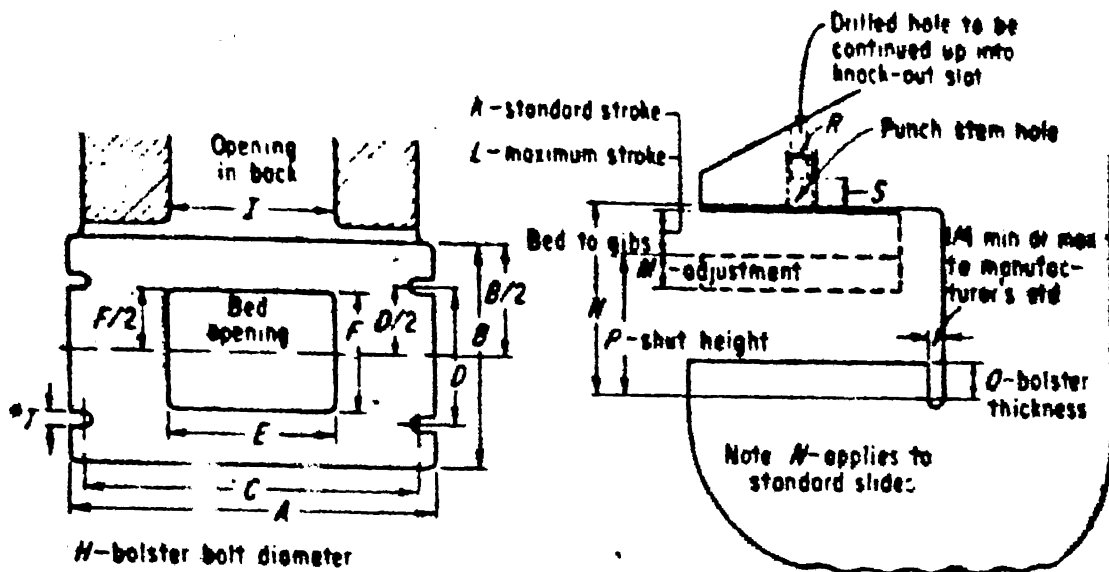 Drilled hole to be
continued up into
knock-out slot
K-standard stroke
L-maximum stroke
R
Punch stem hole
S
Opening
in back
I
Bed to gibs
M-adjustment
1/4 min or max
to manufac-
turer's std
N
P-shut height
O-bolster
thickness
F/2
Bed
opening
F
D/2
B/2
B
D
T
E
C
A
Note N-applies to
standard slides
H-bolster bolt diameter